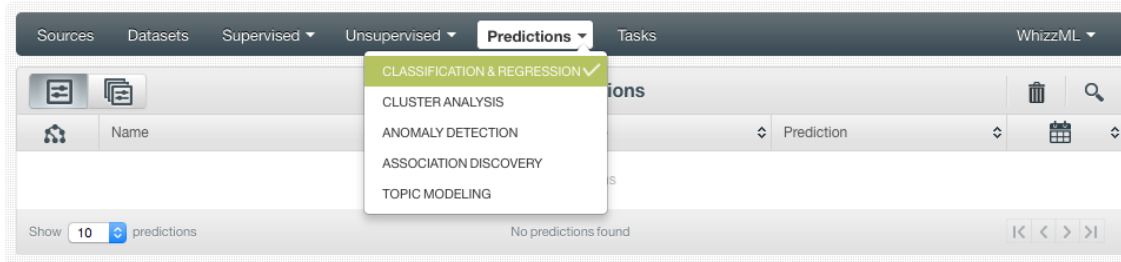 Sources Datasets Supervised Unsupervised Predictions Tasks WhizzML
CLASSIFICATION & REGRESSION
ions
CLUSTER ANALYSIS
Name
ANOMALY DETECTION
Prediction
ASSOCIATION DISCOVERY
TOPIC MODELING
Show 10 predictions No predictions found